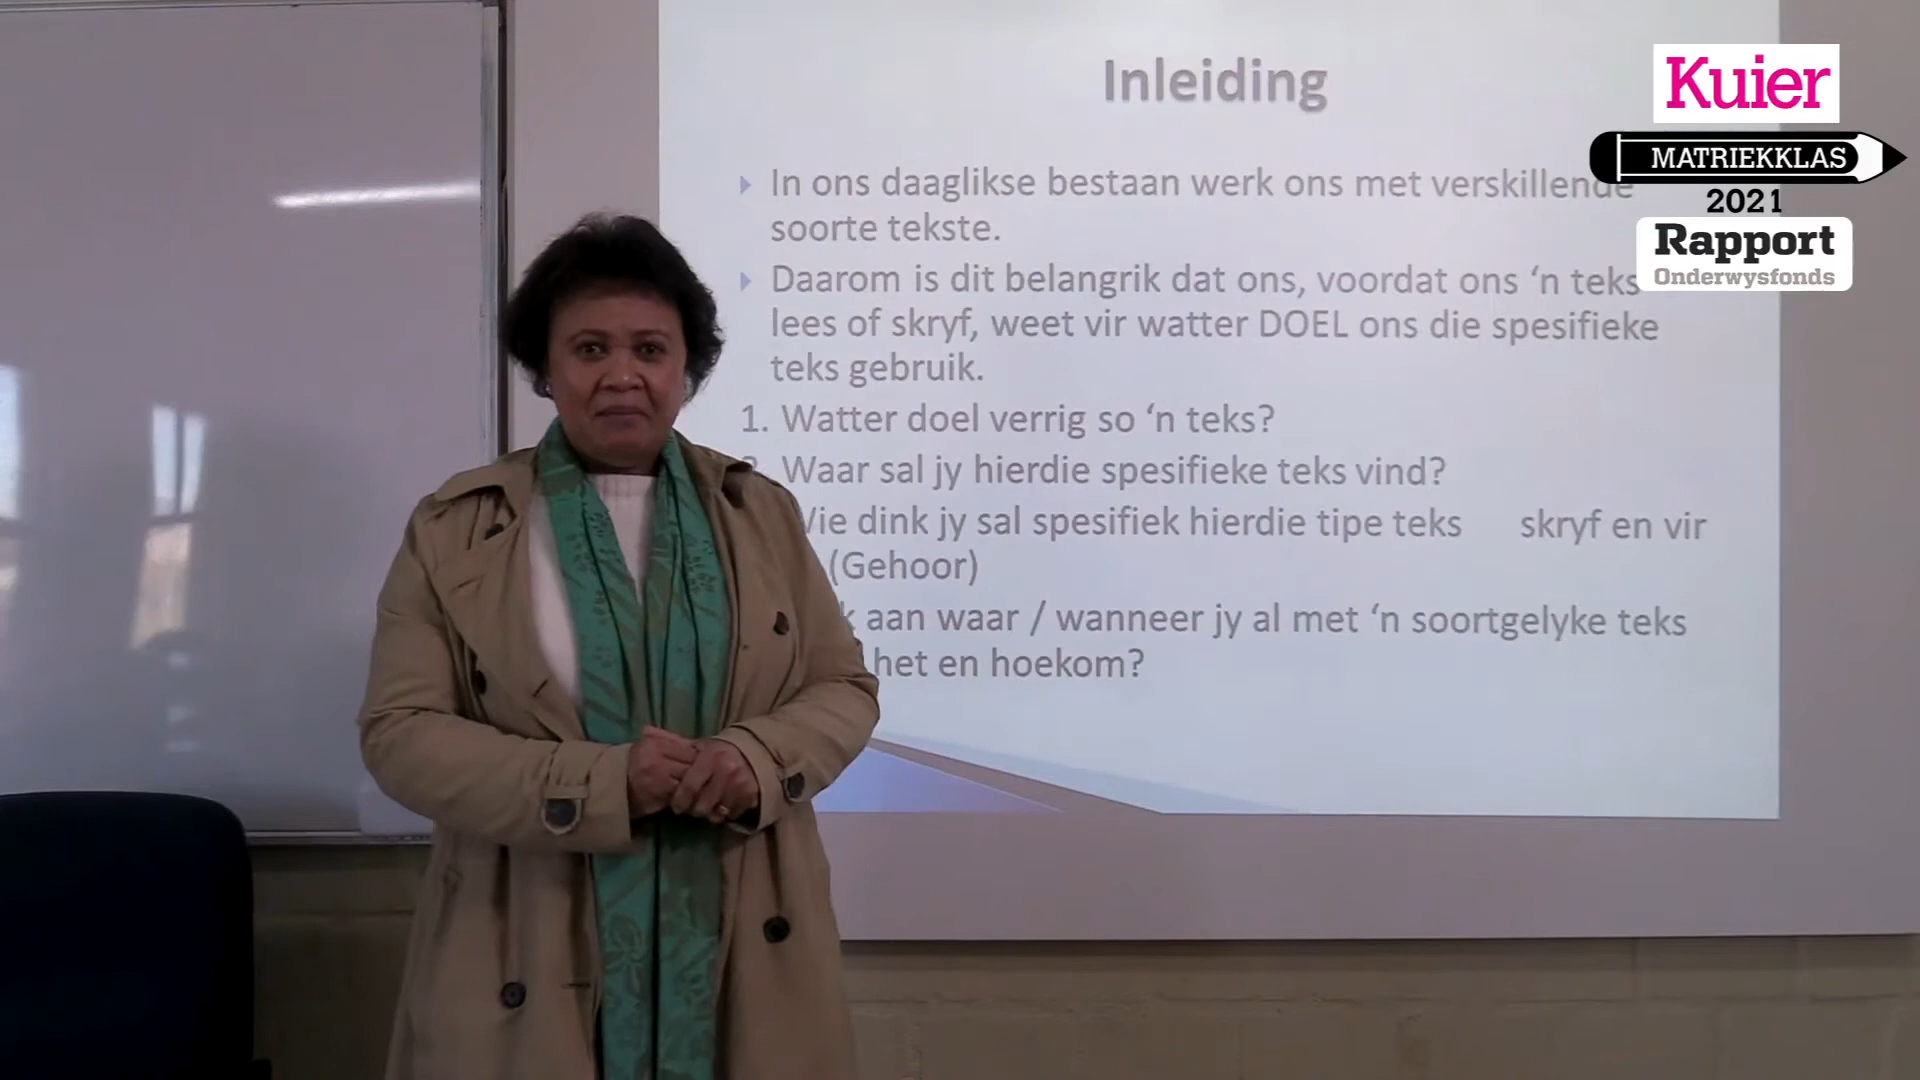 Inleiding
In ons daaglikse bestaan werk ons met verskillende
soorte tekste.
Daarom is dit belangrik dat ons, voordat ons ‘n teks
lees of skryf, weet vir watter DOEL ons die spesifieke
teks gebruik.
1. Watter doel verrig so ‘n teks?
Waar sal jy hierdie spesifieke teks vind?
dink jy sal spesifiek hierdie tipe teks skryf en vir
(Gehoor)
aan waar / wanneer jy al met ‘n soortgelyke teks
het en hoekom?
Kuier
MATRIEKKLAS
2021
Rapport
Onderwysfonds